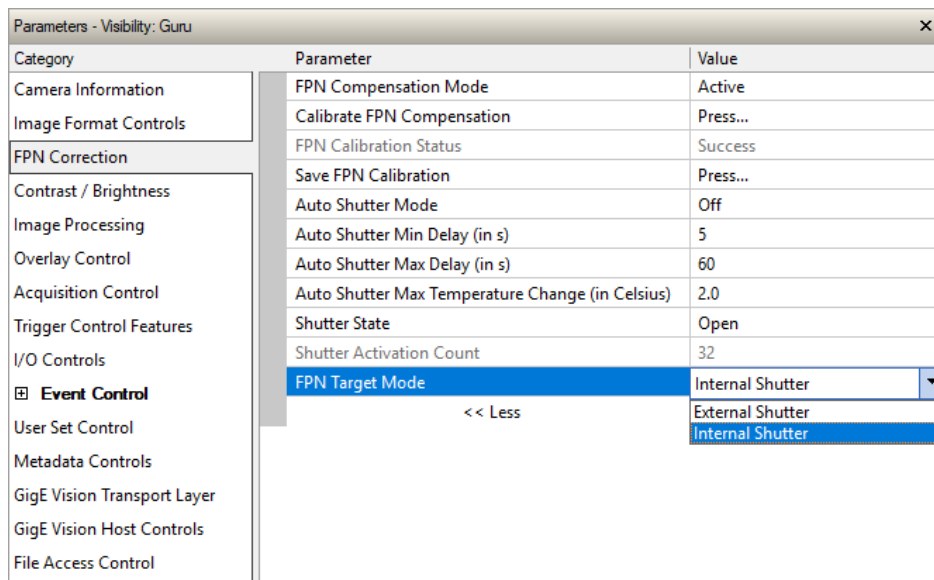 Parameters - Visibility: Guru
Category Parameter Value
Camera Information
Image Format Controls
FPN Correction
Contrast / Brightness
Image Processing
Overlay Control
Acquisition Control
Trigger Control Features
I/O Controls
Event Control
User Set Control
Metadata Controls
GigE Vision Transport Layer
GigE Vision Host Controls
File Access Control
FPN Compensation Mode Active
Calibrate FPN Compensation Press...
FPN Calibration Status Success
Save FPN Calibration Press...
Auto Shutter Mode Off
Auto Shutter Min Delay (in s) 5
Auto Shutter Max Delay (in s) 60
Auto Shutter Max Temperature Change (in Celsius) 2.0
Shutter State Open
Shutter Activation Count 32
FPN Target Mode Internal Shutter
<< Less
External Shutter
Internal Shutter